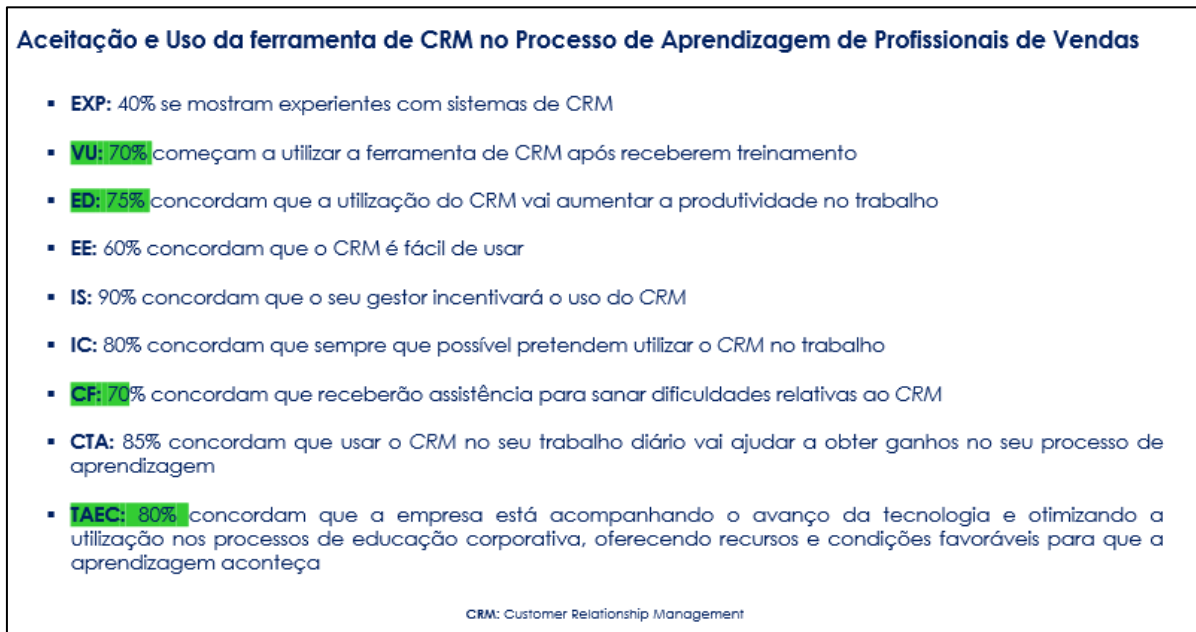 Aceitação e Uso da ferramenta de CRM no Processo de Aprendizagem de Profissionais de Vendas
▪ EXP: 40% se mostram experientes com sistemas de CRM
▪ VU: 70% começam a utilizar a ferramenta de CRM após receberem treinamento
▪ ED: 75% concordam que a utilização do CRM vai aumentar a produtividade no trabalho
▪ EE: 60% concordam que o CRM é fácil de usar
▪ IS: 90% concordam que o seu gestor incentivará o uso do CRM
▪ IC: 80% concordam que sempre que possível pretendem utilizar o CRM no trabalho
▪ CF: 70% concordam que receberão assistência para sanar dificuldades relativas ao CRM
▪ CTA: 85% concordam que usar o CRM no seu trabalho diário vai ajudar a obter ganhos no seu processo de
aprendizagem
▪ TAEC: 80% concordam que a empresa está acompanhando o avanço da tecnologia e otimizando a
utilização nos processos de educação corporativa, oferecendo recursos e condições favoráveis para que a
aprendizagem aconteça
CRM: Customer Relationship Management